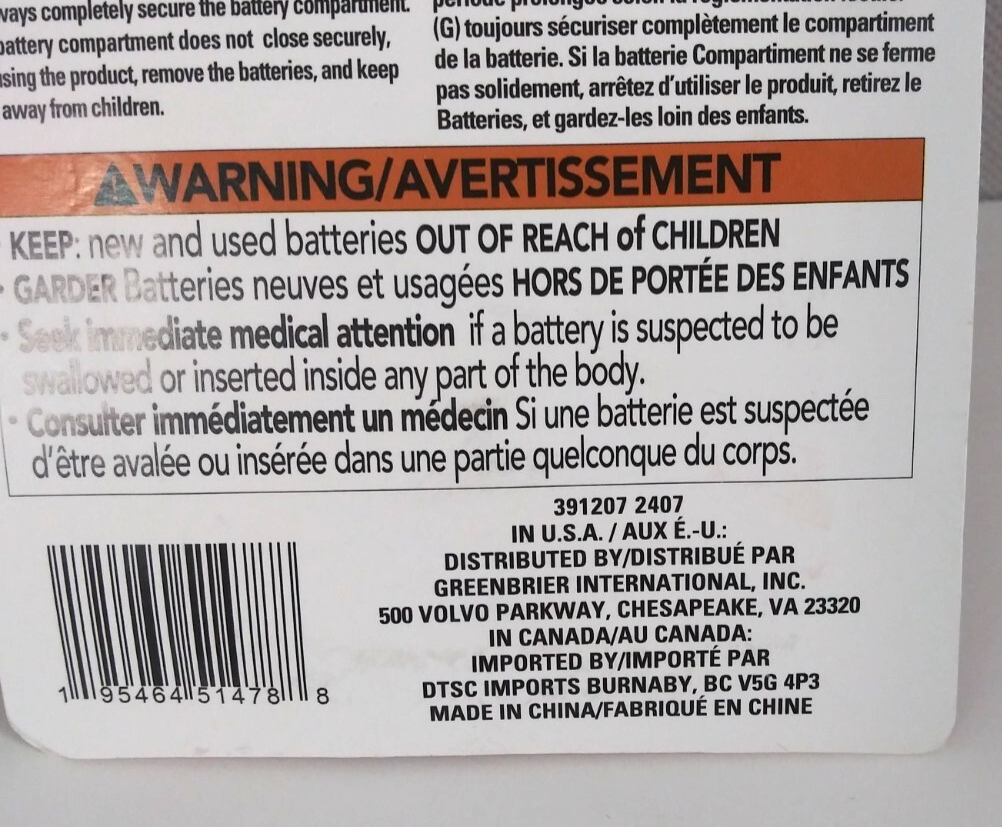 ways completely secure the battery compartment.
battery compartment does not close securely,
using the product, remove the batteries, and keep
away from children.
(G) toujours sécuriser complètement le compartiment
de la batterie. Si la batterie Compartiment ne se ferme
pas solidement, arrêtez d'utiliser le produit, retirez le
Batteries, et gardez-les loin des enfants.
WARNING/AVERTISSEMENT
KEEP: new and used batteries OUT OF REACH of CHILDREN
• GARDER Batteries neuves et usagées HORS DE PORTÉE DES ENFANTS
• Seek immediate medical attention if a battery is suspected to be
swallowed or inserted inside any part of the body.
• Consulter immédiatement un médecin Si une batterie est suspectée
d'être avalée ou insérée dans une partie quelconque du corps.
391207 2407
IN U.S.A. / AUX É.-U.:
DISTRIBUTED BY/DISTRIBUÉ PAR
GREENBRIER INTERNATIONAL, INC.
500 VOLVO PARKWAY, CHESAPEAKE, VA 23320
IN CANADA/AU CANADA:
IMPORTED BY/IMPORTÉ PAR
DTSC IMPORTS BURNABY, BC V5G 4P3
MADE IN CHINA/FABRIQUÉ EN CHINE
1 95464 51478 8